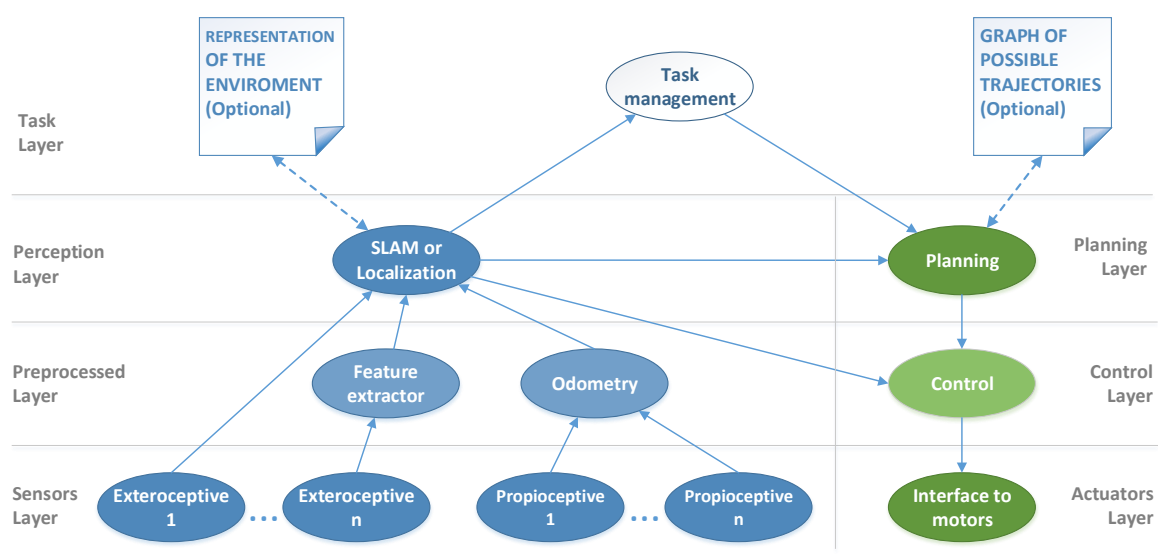 REPRESENTATION
OF THE
ENVIROMENT
(Optional)
Task
management
GRAPH OF
POSSIBLE
TRAJECTORIES
(Optional)
Task
Layer
Perception
Layer
SLAM or
Localization
Planning
Planning
Layer
Preprocessed
Layer
Feature
extractor
Odometry
Control
Control
Layer
Sensors
Layer
Exteroceptive
1
...
Exteroceptive
n
Propioceptive
1
...
Propioceptive
n
Interface to
motors
Actuators
Layer